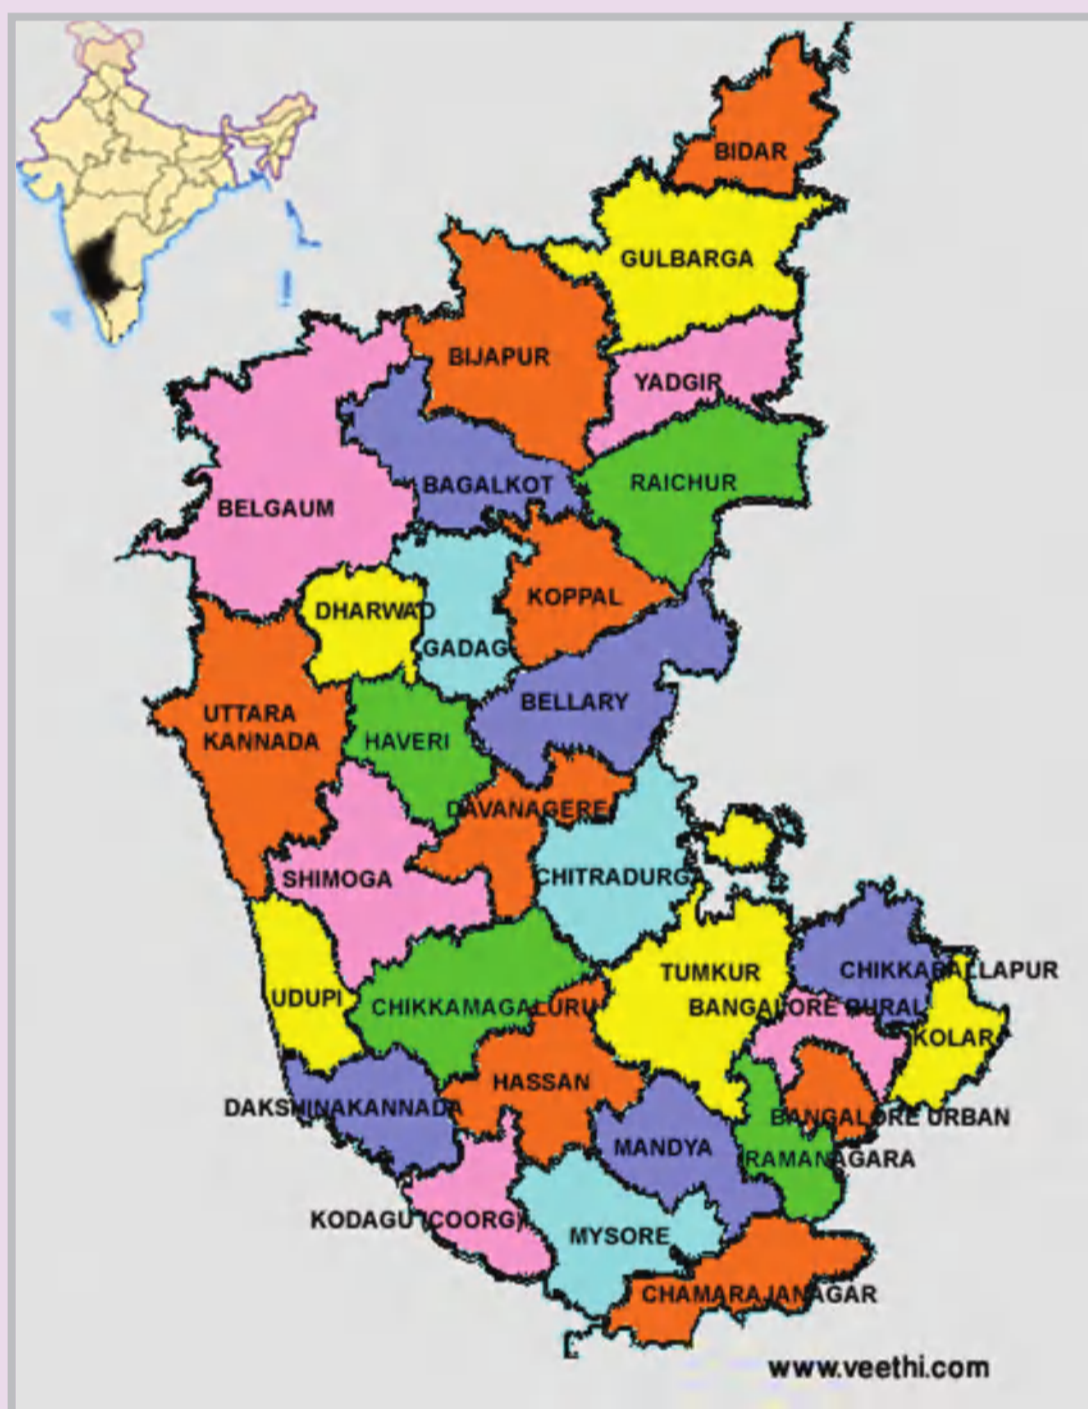 BIDAR
GULBARGA
BIJAPUR
YADGIR
BAGALKOT
RAICHUR
BELGAUM
KOPPAL
DHARWAD
GADAG
BELLARY
UTTARA
KANNADA
HAVERI
DAVANAGERE
SHIMOGA
CHITRADURGA
TUMKUR
CHIKKABALLAPUR
UDUPI
CHIKKAMAGALURU
BANGALORE RURAL
KOLAR
HASSAN
DAKSHINAKANNADA
BANGALORE URBAN
MANDYA
RAMANAGARA
KODAGU (COORG)
MYSORE
CHAMARAJANAGAR
www.veethi.com